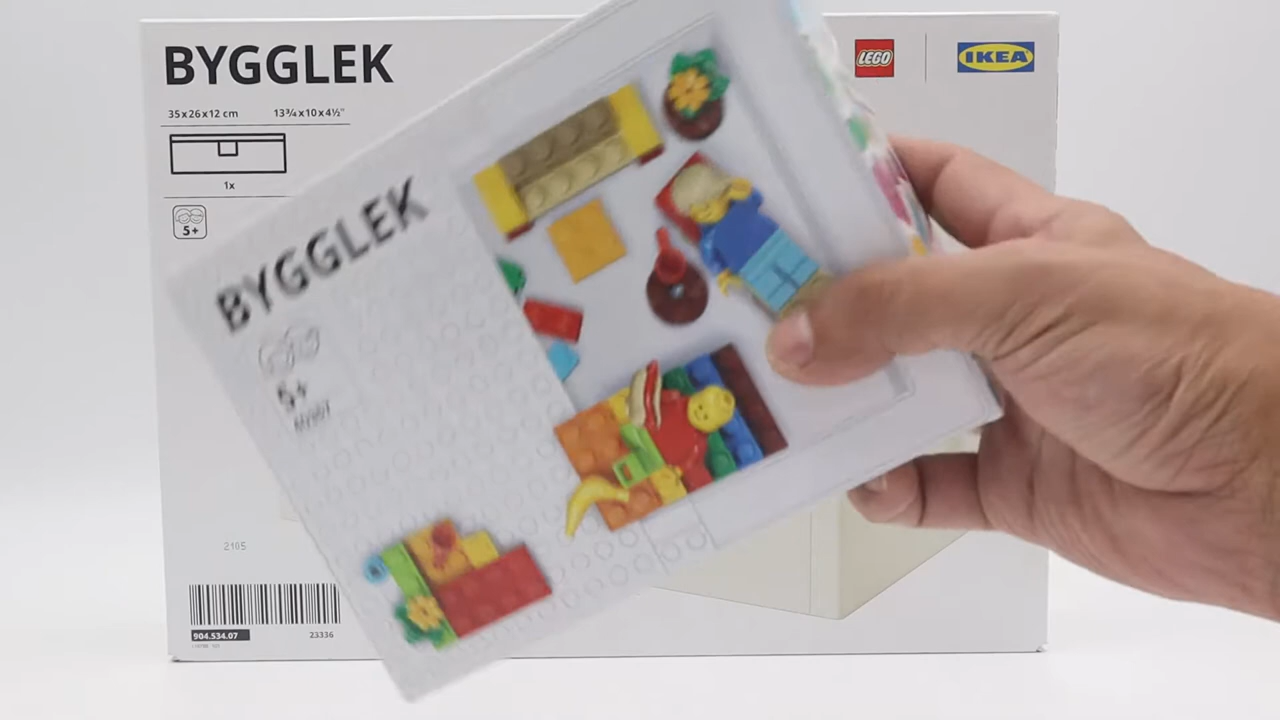 BYGGLEK
LEGO
IKEA
35x26x12 cm 13¾x10x4½"
1x
5+
2105
904.534.07
23336
BYGGLEK
5+